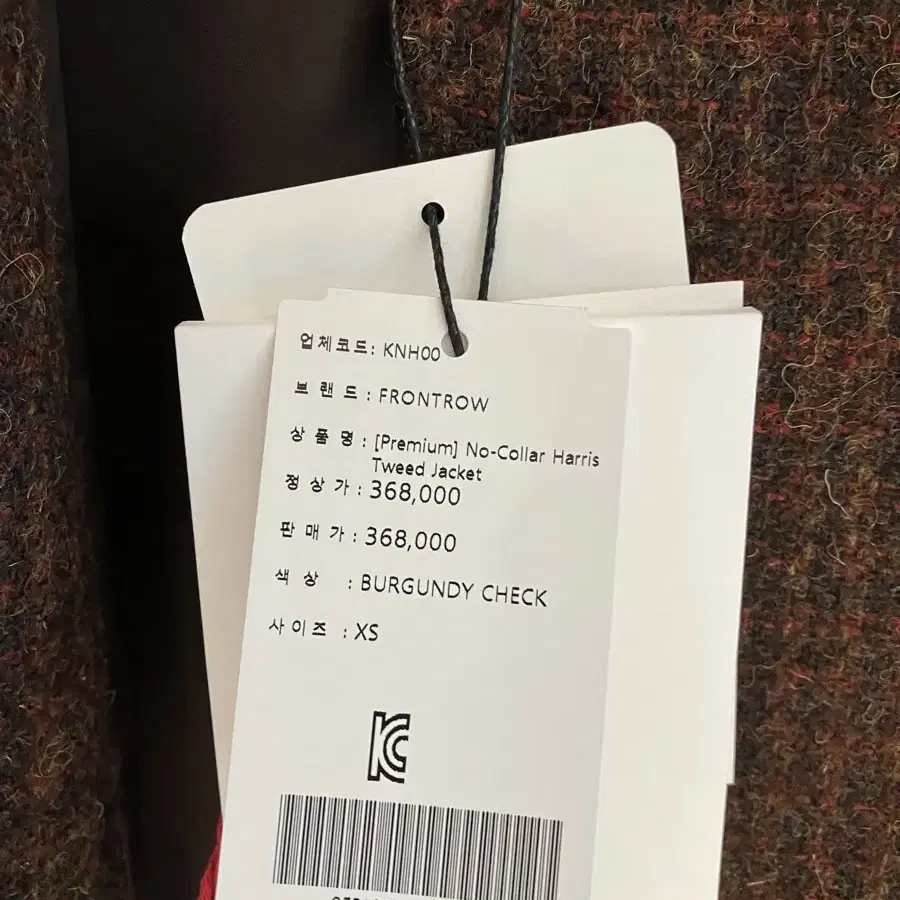 업체코드: KNH00
브랜드 : FRONTROW
상품명 : [Premium] No-Collar Harris
Tweed Jacket
정상가 : 368,000
판매가 : 368,000
색상 : BURGUNDY CHECK
사이즈 : XS
KC